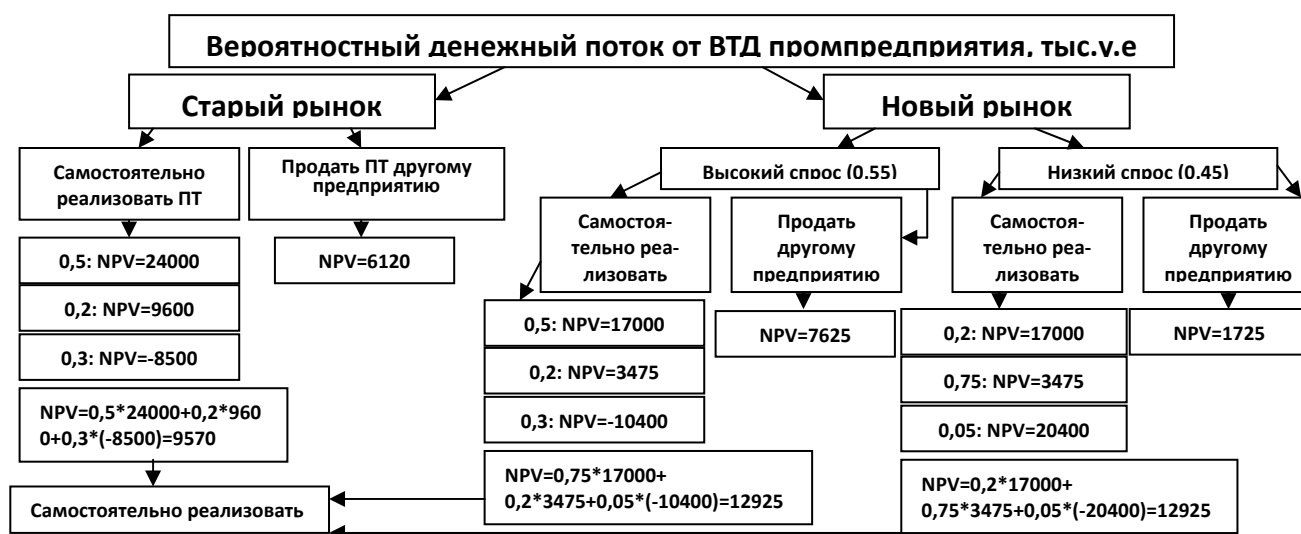 Вероятностный денежный поток от ВТД промпредприятия, тыс.у.е
Старый рынок
Новый рынок
Самостоятельно
реализовать ПТ
Продать ПТ другому
предприятию
Высокий спрос (0,55)
Низкий спрос (0,45)
Самостоя-
тельно реа-
лизовать
Продать
другому
предприятию
Самостоя-
тельно реа-
лизовать
Продать
другому
предприятию
0,5: NPV=24000
0,2: NPV=9600
0,3: NPV=-8500
NPV=6120
0,5: NPV=17000
0,2: NPV=3475
0,3: NPV=-10400
NPV=7625
0,2: NPV=17000
0,75: NPV=3475
0,05: NPV=20400
NPV=1725
NPV=0,5*24000+0,2*960
0+0,3*(-8500)=9570
NPV=0,75*17000+
0,2*3475+0,05*(-10400)=12925
NPV=0,2*17000+
0,75*3475+0,05*(-20400)=12925
Самостоятельно реализовать